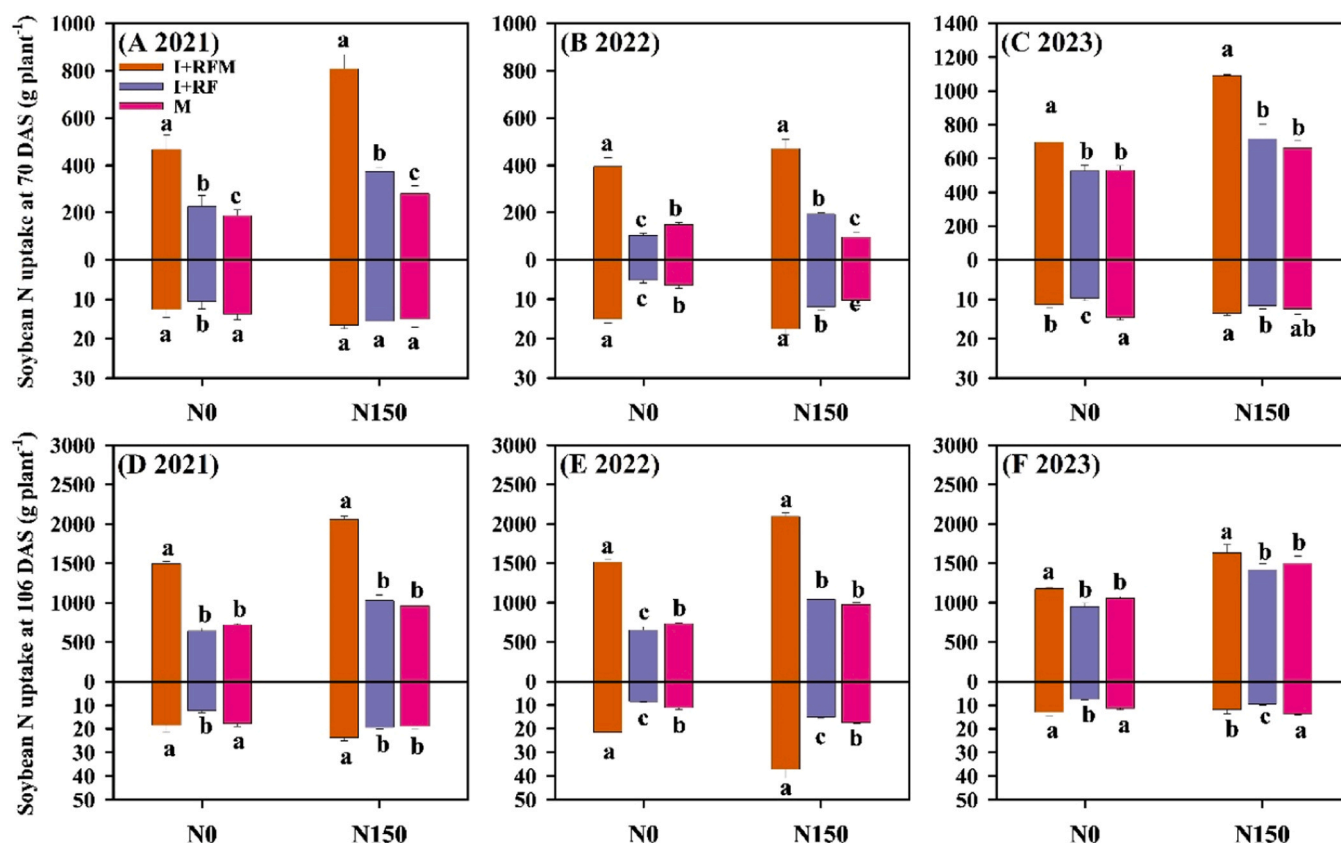 Soybean N uptake at 70 DAS (g plant⁻¹)
(A 2021)
I+RFM
I+RF
M
1000
800
600
400
200
0
10
20
30
a
b
c
a
b
c
a
b
a
a
a
a
N0
N150
(B 2022)
1000
800
600
400
200
0
10
20
30
a
c
b
a
b
c
a
c
b
a
b
c
N0
N150
(C 2023)
1400
1200
1000
800
600
400
200
0
10
20
30
a
b
b
a
b
b
b
c
a
a
b
ab
N0
N150
Soybean N uptake at 106 DAS (g plant⁻¹)
(D 2021)
3000
2500
2000
1500
1000
500
0
10
20
30
40
50
a
b
b
a
b
b
a
b
a
a
b
b
N0
N150
(E 2022)
3000
2500
2000
1500
1000
500
0
10
20
30
40
50
a
c
b
a
b
b
a
c
b
a
c
b
N0
N150
(F 2023)
3000
2500
2000
1500
1000
500
0
10
20
30
40
50
a
b
b
a
b
b
a
b
a
b
c
a
N0
N150